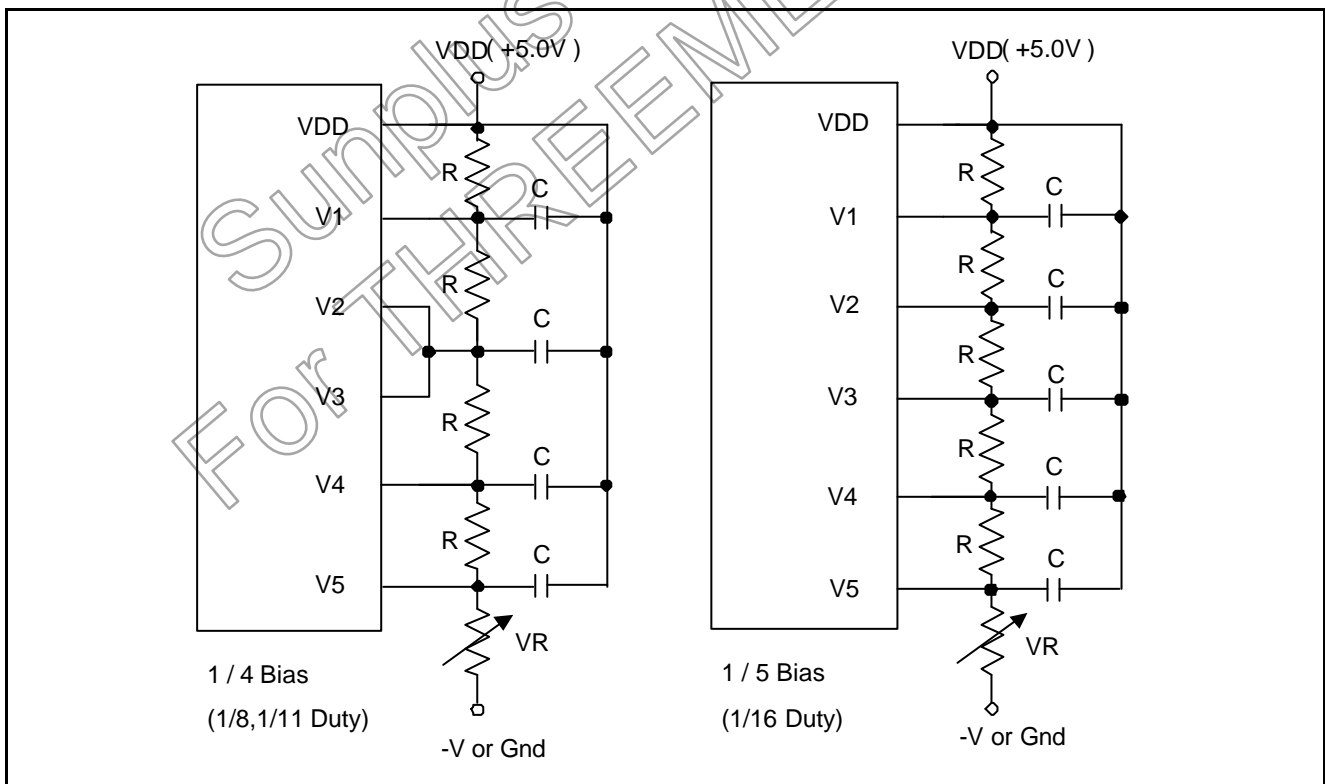 Sunplus
For THREEME
VDD( +5.0V )
VDD
V1
V2
V3
V4
V5
R
C
R
C
R
C
R
C
VR
1 / 4 Bias
(1/8,1/11 Duty)
-V or Gnd
VDD( +5.0V )
VDD
V1
V2
V3
V4
V5
R
C
R
C
R
C
R
C
R
C
VR
1 / 5 Bias
(1/16 Duty)
-V or Gnd